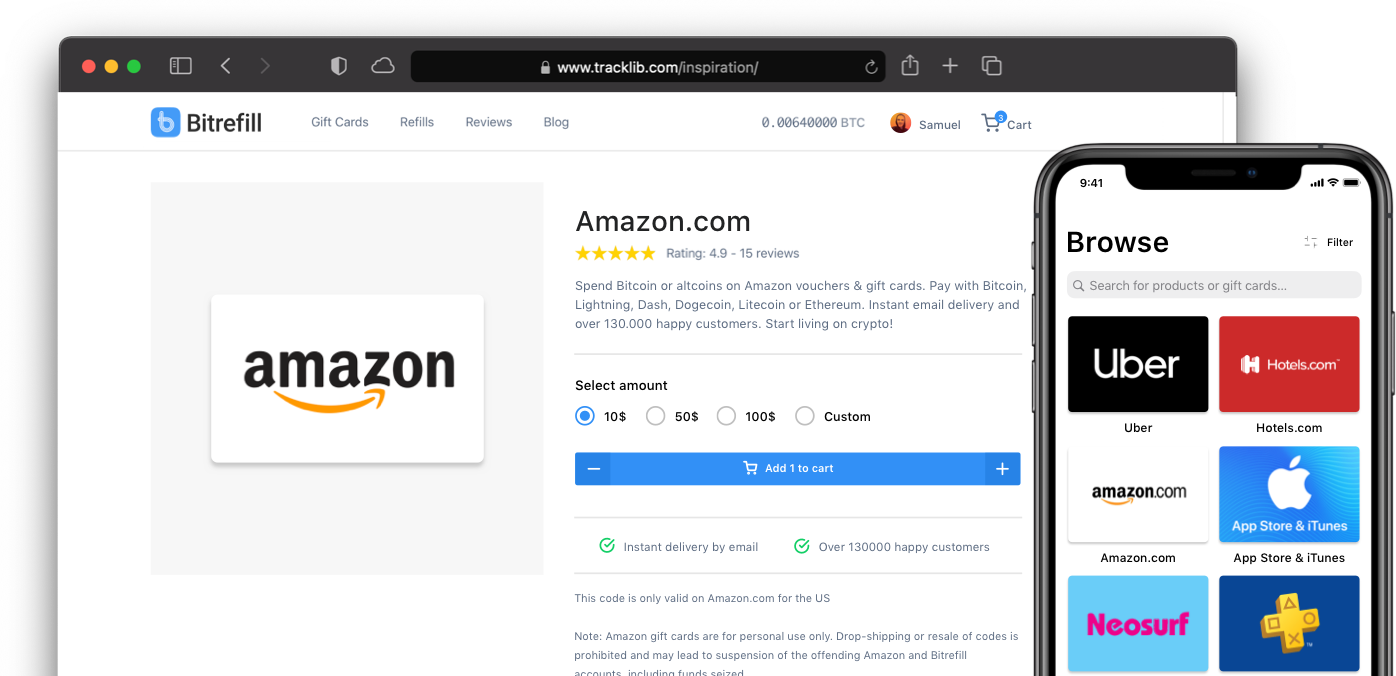 www.tracklib.com/inspiration/
Bitrefill
Gift Cards
Refills
Reviews
Blog
0.00640000 BTC
Samuel
3
Cart
amazon
Amazon.com
Rating: 4.9 - 15 reviews
Spend Bitcoin or altcoins on Amazon vouchers & gift cards. Pay with Bitcoin,
Lightning, Dash, Dogecoin, Litecoin or Ethereum. Instant email delivery and
over 130.000 happy customers. Start living on crypto!
Select amount
10$
50$
100$
Custom
Add 1 to cart
Instant delivery by email
Over 130000 happy customers
This code is only valid on Amazon.com for the US
Note: Amazon gift cards are for personal use only. Drop-shipping or resale of codes is
prohibited and may lead to suspension of the offending Amazon and Bitrefill
accounts, including funds seized.
9:41
Browse
Filter
Search for products or gift cards...
Uber
Hotels.com™
Uber
Hotels.com
amazon.com
App Store & iTunes
Amazon.com
App Store & iTunes
Neosurf
™